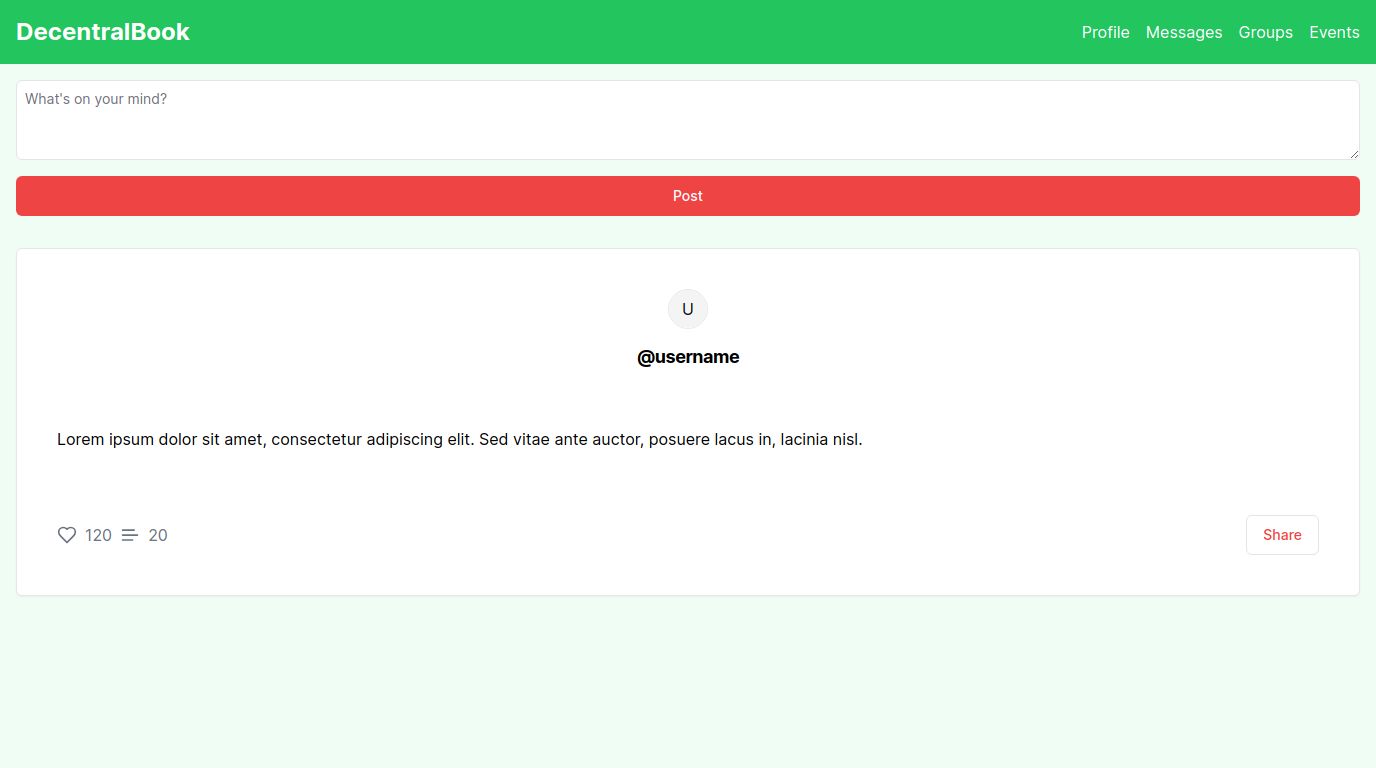 DecentralBook
Profile Messages Groups Events
What's on your mind?
Post
U
@username
Lorem ipsum dolor sit amet, consectetur adipiscing elit. Sed vitae ante auctor, posuere lacus in, lacinia nisl.
120 20
Share